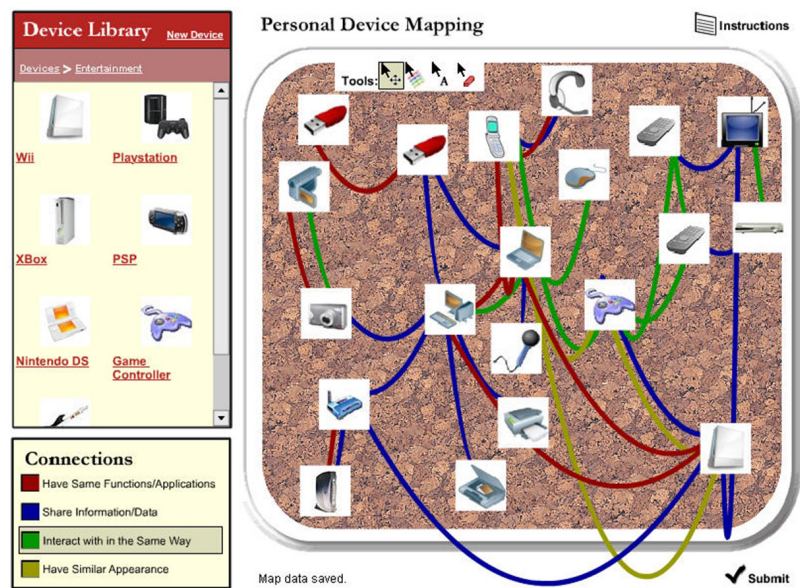 Device Library New Device
Devices > Entertainment
Wii Playstation
XBox PSP
Nintendo DS Game
Controller
Connections
Have Same Functions/Applications
Share Information/Data
Interact with in the Same Way
Have Similar Appearance
Personal Device Mapping
Instructions
Tools:
A
Map data saved.
Submit